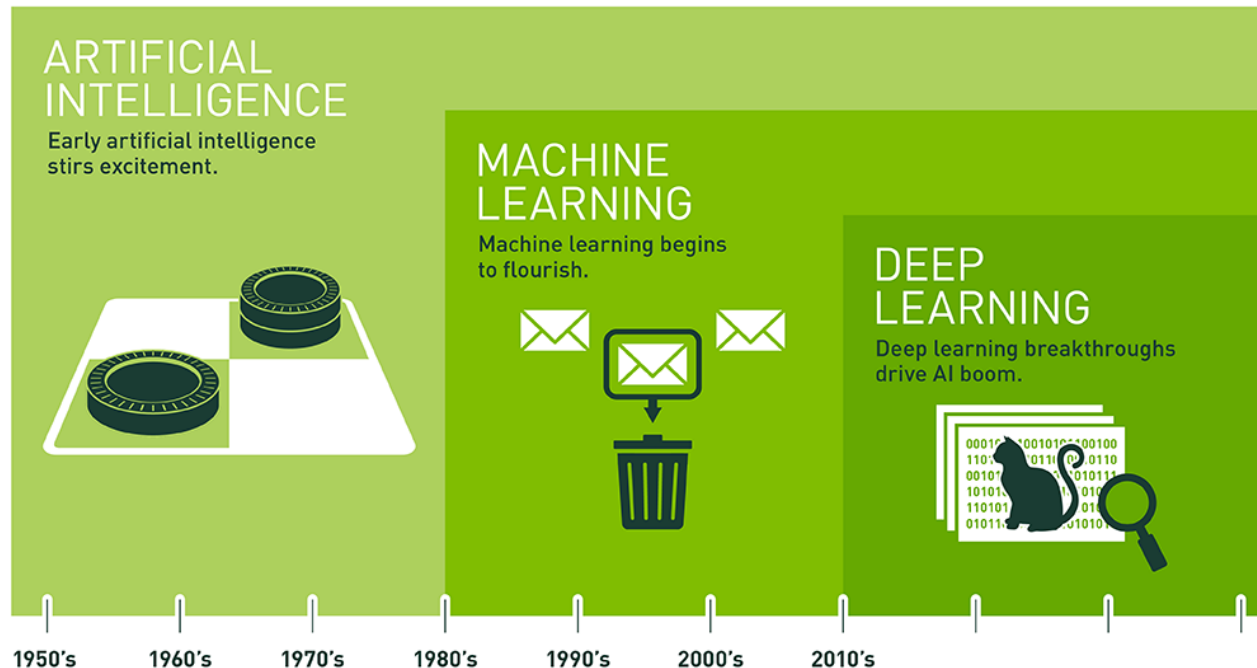 ARTIFICIAL
INTELLIGENCE
Early artificial intelligence
stirs excitement.
MACHINE
LEARNING
Machine learning begins
to flourish.
DEEP
LEARNING
Deep learning breakthroughs
drive AI boom.
1950's 1960's 1970's 1980's 1990's 2000's 2010's